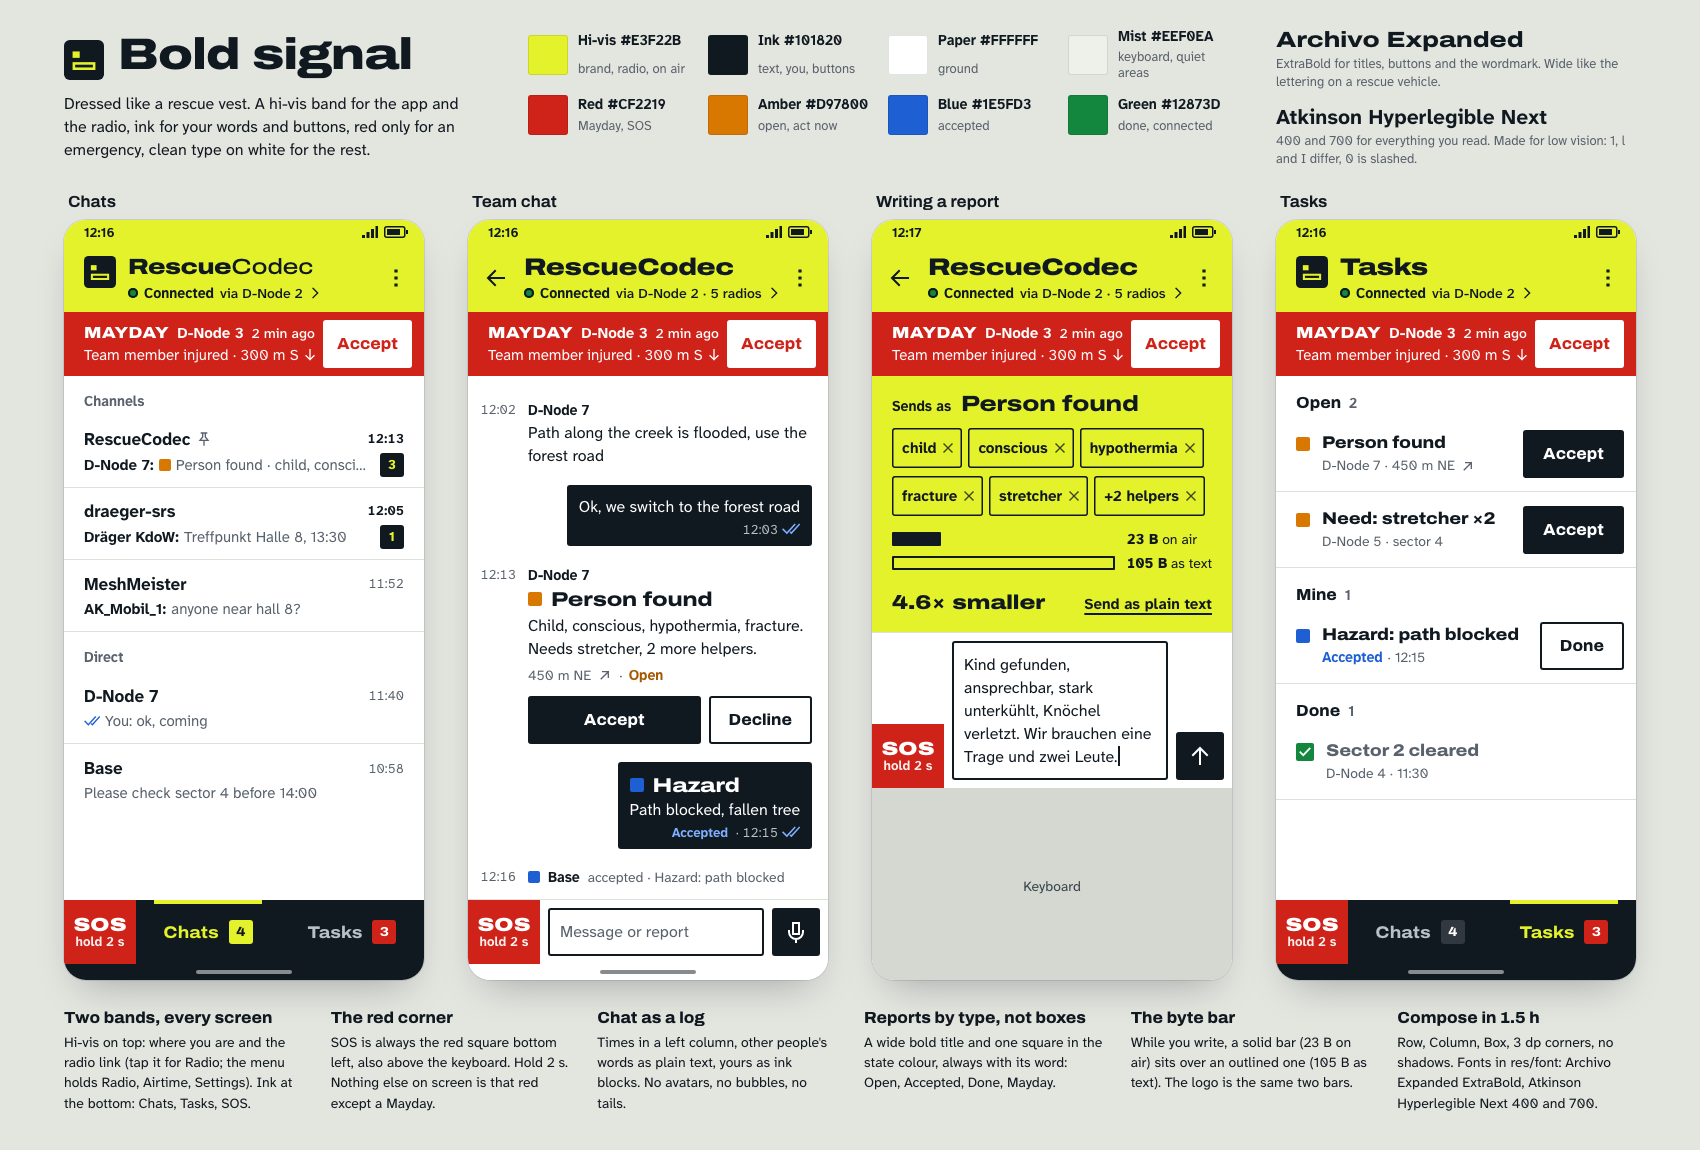 Bold signal
Dressed like a rescue vest. A hi-vis band for the app and
the radio, ink for your words and buttons, red only for an
emergency, clean type on white for the rest.
Hi-vis #E3F22B
brand, radio, on air
Ink #101820
text, you, buttons
Paper #FFFFFF
ground
Mist #EEF0EA
keyboard, quiet
areas
Red #CF2219
Mayday, SOS
Amber #D97800
open, act now
Blue #1E5FD3
accepted
Green #12873D
done, connected
Archivo Expanded
ExtraBold for titles, buttons and the wordmark. Wide like the
lettering on a rescue vehicle.
Atkinson Hyperlegible Next
400 and 700 for everything you read. Made for low vision: 1, l
and I differ, 0 is slashed.
Chats
12:16
RescueCodec
Connected via D-Node 2
MAYDAY D-Node 3 2 min ago
Team member injured · 300 m S ↓
Accept
Channels
RescueCodec 12:13
D-Node 7: Person found · child, consci... 3
draeger-srs 12:05
Dräger KdoW: Treffpunkt Halle 8, 13:30 1
MeshMeister 11:52
AK_Mobil_1: anyone near hall 8?
Direct
D-Node 7 11:40
You: ok, coming
Base 10:58
Please check sector 4 before 14:00
SOS
hold 2 s
Chats 4
Tasks 3
Team chat
12:16
RescueCodec
Connected via D-Node 2 · 5 radios
MAYDAY D-Node 3 2 min ago
Team member injured · 300 m S ↓
Accept
12:02 D-Node 7
Path along the creek is flooded, use the
forest road
Ok, we switch to the forest road
12:03
12:13 D-Node 7
Person found
Child, conscious, hypothermia, fracture.
Needs stretcher, 2 more helpers.
450 m NE ↗ · Open
Accept
Decline
Hazard
Path blocked, fallen tree
Accepted · 12:15
12:16 Base accepted · Hazard: path blocked
SOS
hold 2 s
Message or report
Writing a report
12:17
RescueCodec
Connected via D-Node 2 · 5 radios
MAYDAY D-Node 3 2 min ago
Team member injured · 300 m S ↓
Accept
Sends as Person found
child ×
conscious ×
hypothermia ×
fracture ×
stretcher ×
+2 helpers ×
23 B on air
105 B as text
4.6× smaller
Send as plain text
Kind gefunden,
ansprechbar, stark
unterkühlt, Knöchel
verletzt. Wir brauchen eine
Trage und zwei Leute.
SOS
hold 2 s
Keyboard
Tasks
12:16
Tasks
Connected via D-Node 2
MAYDAY D-Node 3 2 min ago
Team member injured · 300 m S ↓
Accept
Open 2
Person found
D-Node 7 · 450 m NE ↗
Accept
Need: stretcher ×2
D-Node 5 · sector 4
Accept
Mine 1
Hazard: path blocked
Accepted · 12:15
Done
Done 1
Sector 2 cleared
D-Node 4 · 11:30
SOS
hold 2 s
Chats 4
Tasks 3
Two bands, every screen
Hi-vis on top: where you are and the
radio link (tap it for Radio; the menu
holds Radio, Airtime, Settings). Ink at
the bottom: Chats, Tasks, SOS.
The red corner
SOS is always the red square bottom
left, also above the keyboard. Hold 2 s.
Nothing else on screen is that red
except a Mayday.
Chat as a log
Times in a left column, other people's
words as plain text, yours as ink
blocks. No avatars, no bubbles, no
tails.
Reports by type, not boxes
A wide bold title and one square in the
state colour, always with its word:
Open, Accepted, Done, Mayday.
The byte bar
While you write, a solid bar (23 B on
air) sits over an outlined one (105 B as
text). The logo is the same two bars.
Compose in 1.5 h
Row, Column, Box, 3 dp corners, no
shadows. Fonts in res/font: Archivo
Expanded ExtraBold, Atkinson
Hyperlegible Next 400 and 700.